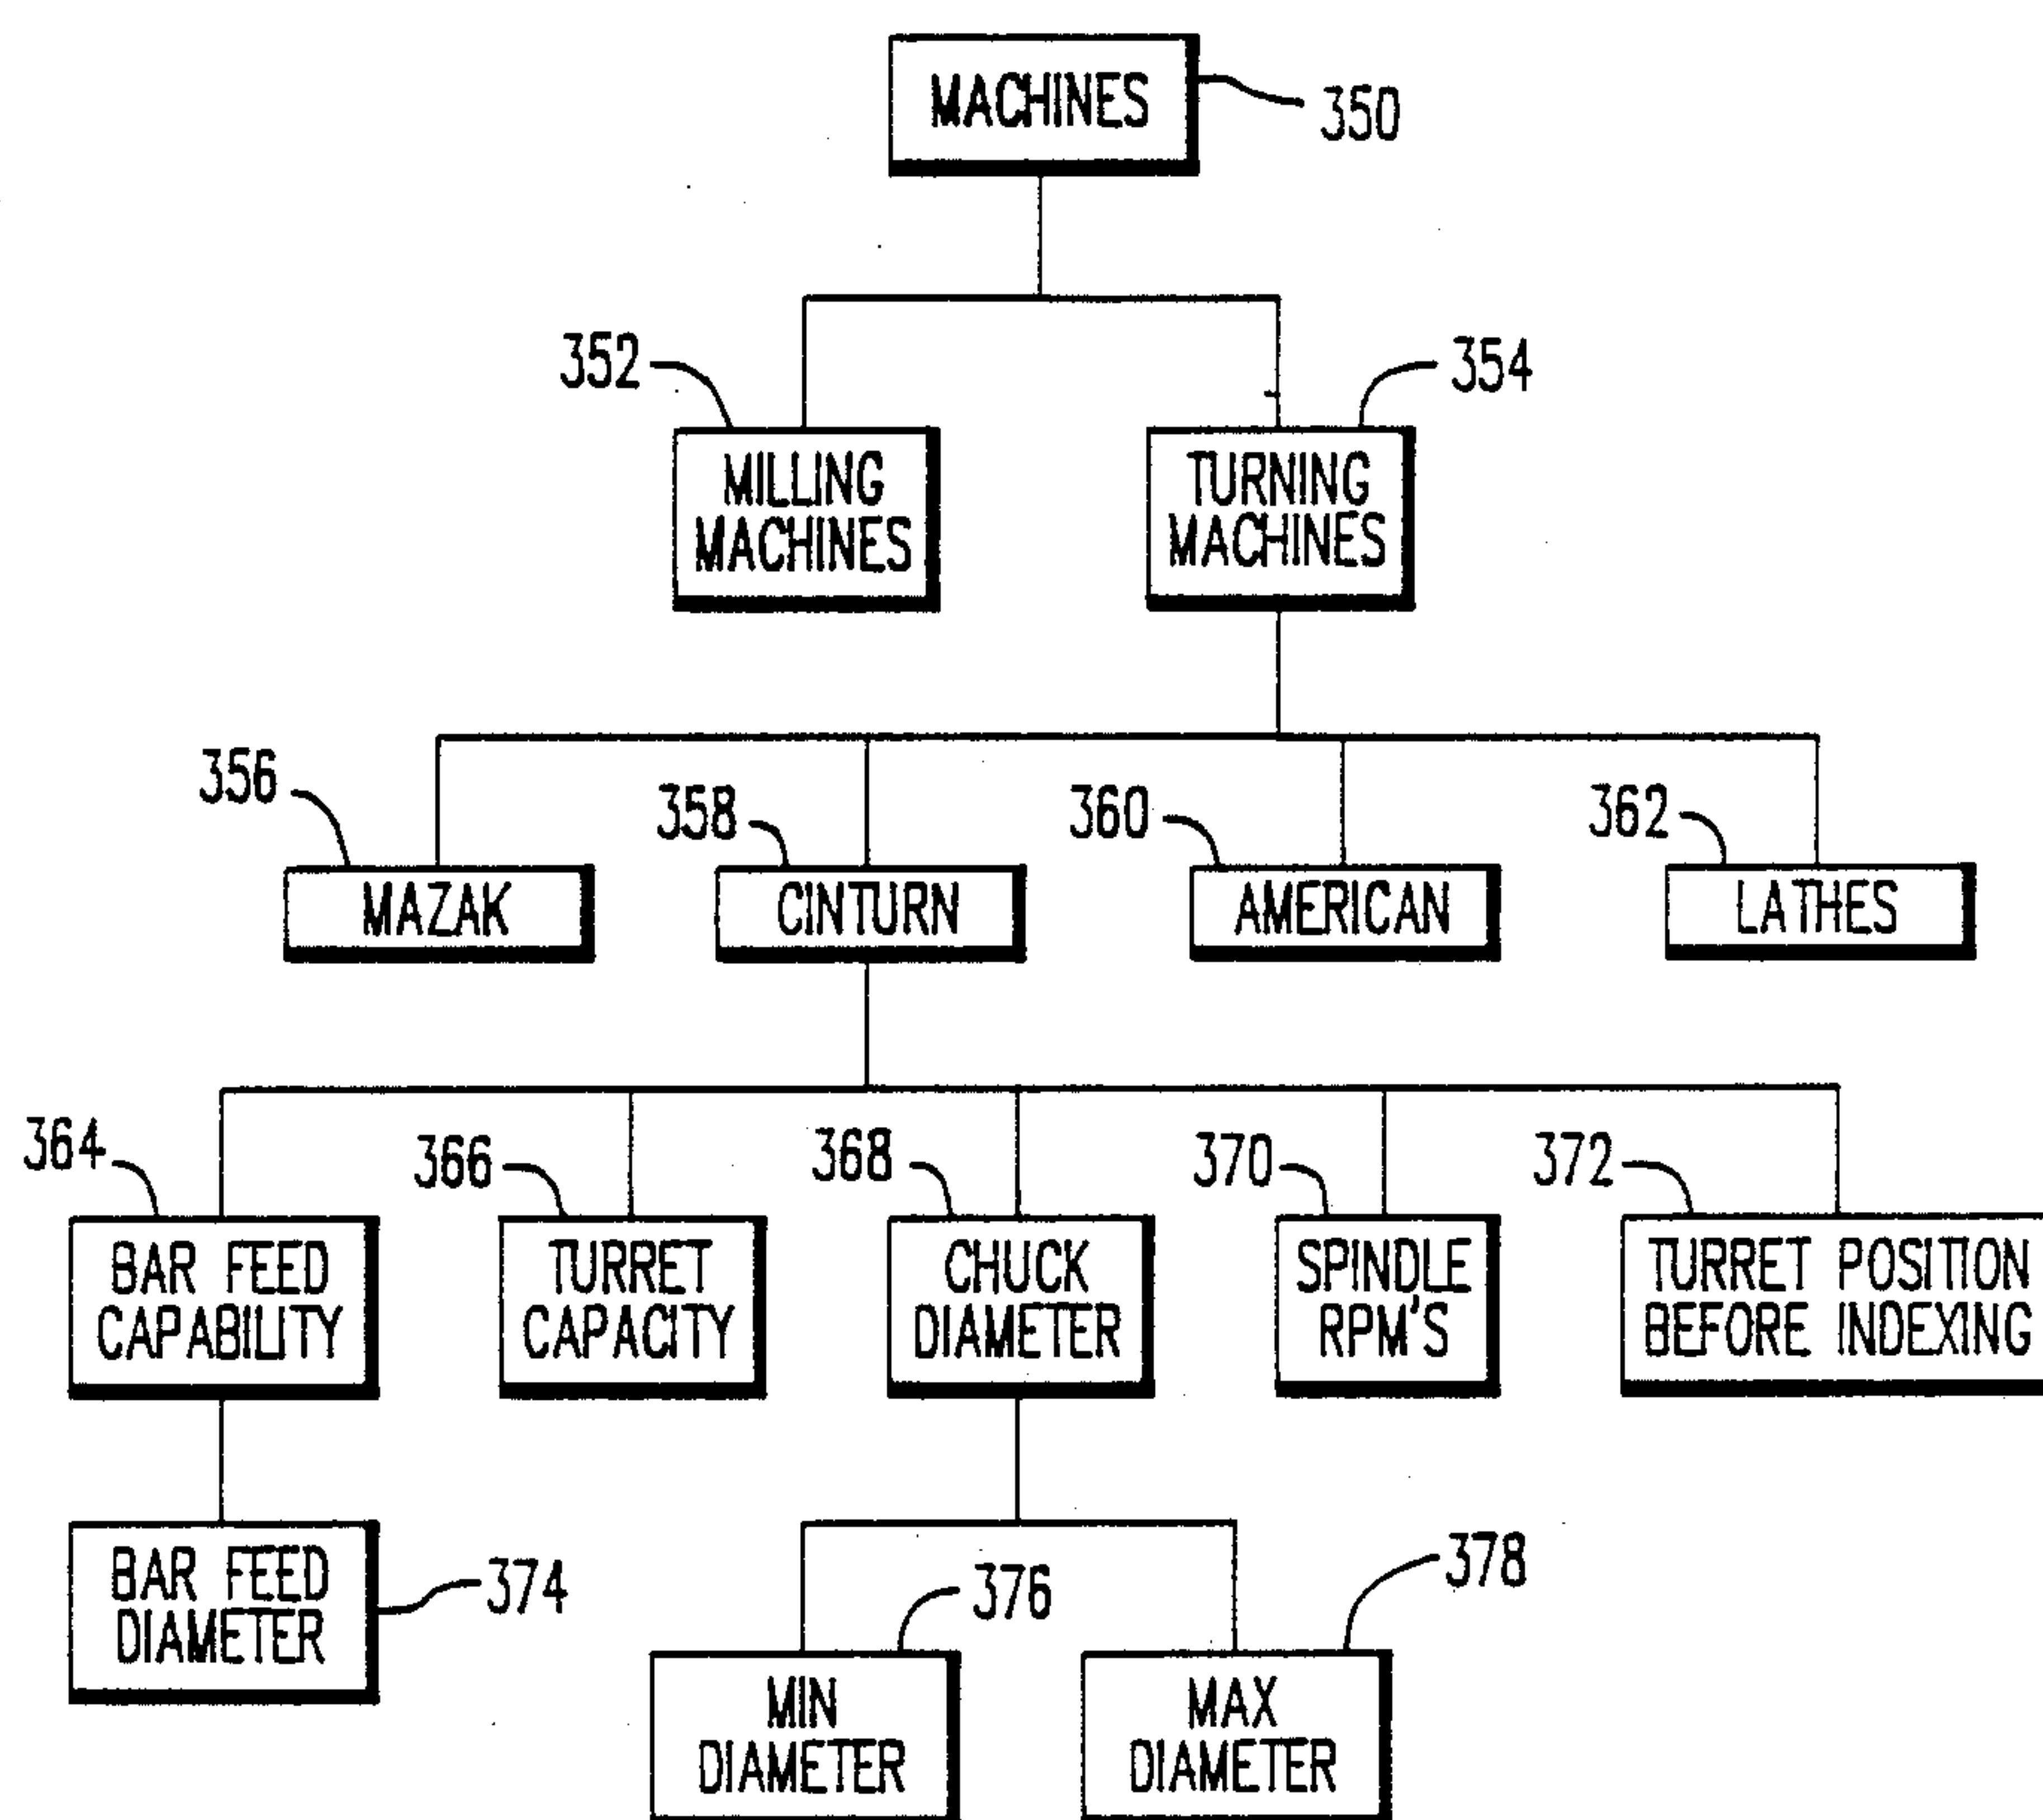 MACHINES
350
352
354
MILLING
MACHINES
TURNING
MACHINES
356
358
360
362
MAZAK
CINTURN
AMERICAN
LATHES
364
366
368
370
372
BAR FEED
CAPABILITY
TURRET
CAPACITY
CHUCK
DIAMETER
SPINDLE
RPM'S
TURRET POSITION
BEFORE INDEXING
BAR FEED
DIAMETER
374
376
378
MIN
DIAMETER
MAX
DIAMETER